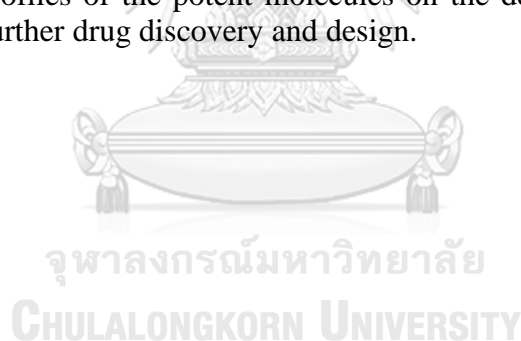 offies of the potent molecules on the d
urther drug discovery and design.
จุฬาลงกรณ์มหาวิทยาลัย
CHULALONGKORN UNIVERSITY